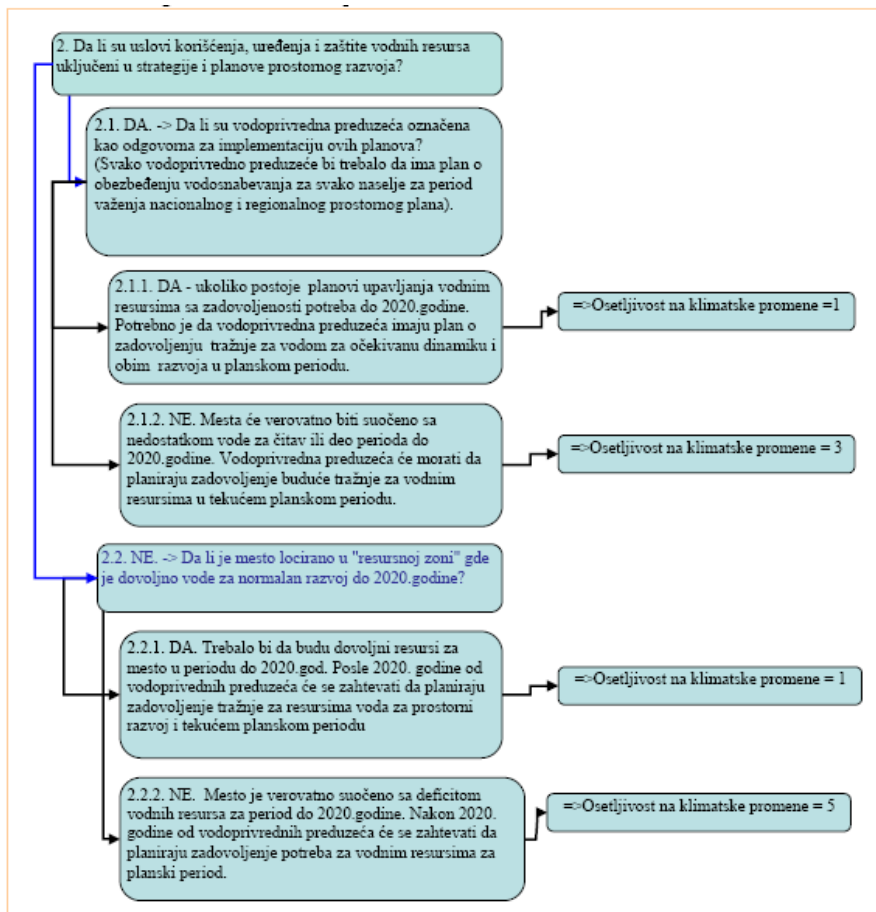 2. Da li su uslovi korišćenja, uređenja i zaštite vodnih resursa
uključeni u strategije i planove prostornog razvoja?
2.1. DA. -> Da li su vodoprivredna preduzeća označena
kao odgovorna za implementaciju ovih planova?
(Svako vodoprivredno preduzeće bi trebalo da ima plan o
obezbeđenju vodosnabevanja za svako naselje za period
važenja nacionalnog i regionalnog prostornog plana).
2.1.1. DA - ukoliko postoje planovi upavljanja vodnim
resursima sa zadovoljenosti potreba do 2020.godine.
Potrebno je da vodoprivredna preduzeća imaju plan o
zadovoljenju tražnje za vodom za očekivanu dinamiku i
obim razvoja u planskom periodu.
=>Osetljivost na klimatske promene =1
2.1.2. NE. Mesta će verovatno biti suočeno sa
nedostatkom vode za čitav ili deo perioda do
2020.godine. Vodoprivredna preduzeća će morati da
planiraju zadovoljenje buduće tražnje za vodnim
resursima u tekućem planskom periodu.
=>Osetljivost na klimatske promene = 3
2.2. NE. -> Da li je mesto locirano u "resursnoj zoni" gde
je dovoljno vode za normalan razvoj do 2020.godine?
2.2.1. DA. Trebalo bi da budu dovoljni resursi za
mesto u periodu do 2020.god. Posle 2020. godine od
vodoprivednih preduzeća će se zahtevati da planiraju
zadovoljenje tražnje za resursima voda za prostorni
razvoj i tekućem planskom periodu
=>Osetljivost na klimatske promene = 1
2.2.2. NE. Mesto je verovatno suočeno sa deficitom
vodnih resursa za period do 2020.godine. Nakon 2020.
godine od vodoprivrednih preduzeća će se zahtevati da
planiraju zadovoljenje potreba za vodnim resursima za
planski period.
=>Osetljivost na klimatske promene = 5